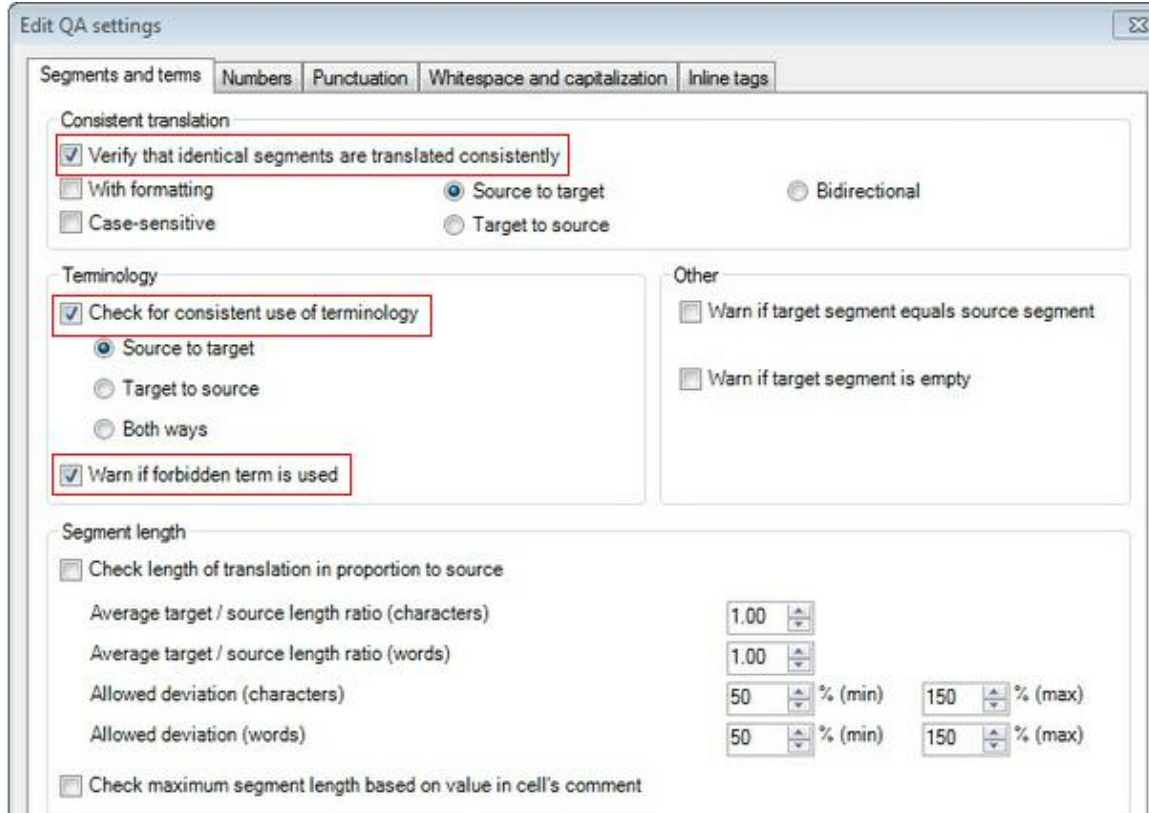 Edit QA settings
Segments and terms Numbers Punctuation Whitespace and capitalization Inline tags
Consistent translation
Verify that identical segments are translated consistently
With formatting Source to target Bidirectional
Case-sensitive Target to source
Terminology Other
Check for consistent use of terminology Warn if target segment equals source segment
Source to target
Target to source Warn if target segment is empty
Both ways
Warn if forbidden term is used
Segment length
Check length of translation in proportion to source
Average target / source length ratio (characters) 1.00
Average target / source length ratio (words) 1.00
Allowed deviation (characters) 50 % (min) 150 % (max)
Allowed deviation (words) 50 % (min) 150 % (max)
Check maximum segment length based on value in cell's comment